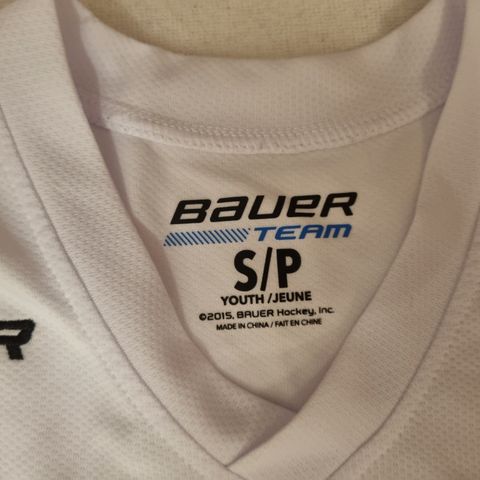 BAUER
TEAM
S/P
YOUTH / JEUNE
©2015, BAUER Hockey, Inc.
MADE IN CHINA / FAIT EN CHINE
R